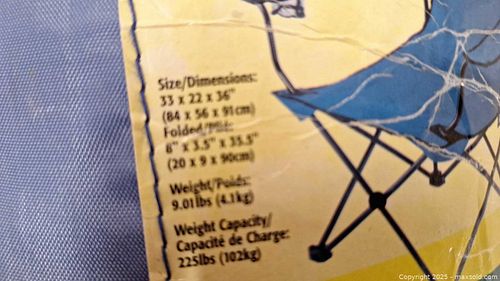 Size/Dimensions:
33 x 22 x 36"
(84 x 56 x 91cm)
Folded/Plié:
8" x 3.5" x 35.5"
(20 x 9 x 90cm)
Weight/Poids:
9.01lbs (4.1kg)
Weight Capacity/
Capacité de Charge:
225lbs (102kg)
Copyright 2025 - maxsold.com